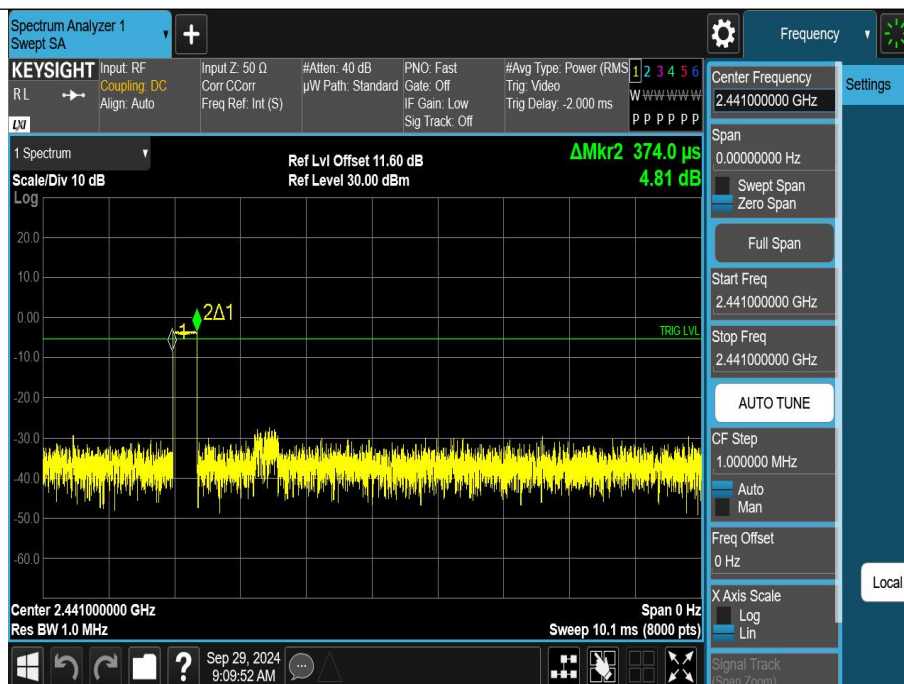 Spectrum Analyzer 1
Swept SA
Frequency
KEYSIGHT
RL
LXI
Input: RF
Coupling: DC
Align: Auto
Input Z: 50 Ω
Corr CCorr
Freq Ref: Int (S)
#Atten: 40 dB
µW Path: Standard
PNO: Fast
Gate: Off
IF Gain: Low
Sig Track: Off
#Avg Type: Power (RMS
Trig: Video
Trig Delay: -2.000 ms
1 2 3 4 5 6
W W W W W W
P P P P P P
1 Spectrum
Scale/Div 10 dB
Log
Ref Lvl Offset 11.60 dB
Ref Level 30.00 dBm
ΔMkr2 374.0 µs
4.81 dB
20.0
10.0
0.00
-10.0
-20.0
-30.0
-40.0
-50.0
-60.0
1
2Δ1
TRIG LVL
Center 2.441000000 GHz
Res BW 1.0 MHz
Span 0 Hz
Sweep 10.1 ms (8000 pts)
Sep 29, 2024
9:09:52 AM
?
Center Frequency
2.441000000 GHz
Span
0.00000000 Hz
Swept Span
Zero Span
Full Span
Start Freq
2.441000000 GHz
Stop Freq
2.441000000 GHz
AUTO TUNE
CF Step
1.000000 MHz
Auto
Man
Freq Offset
0 Hz
X Axis Scale
Log
Lin
Signal Track
(Span Zoom)
Settings
Local